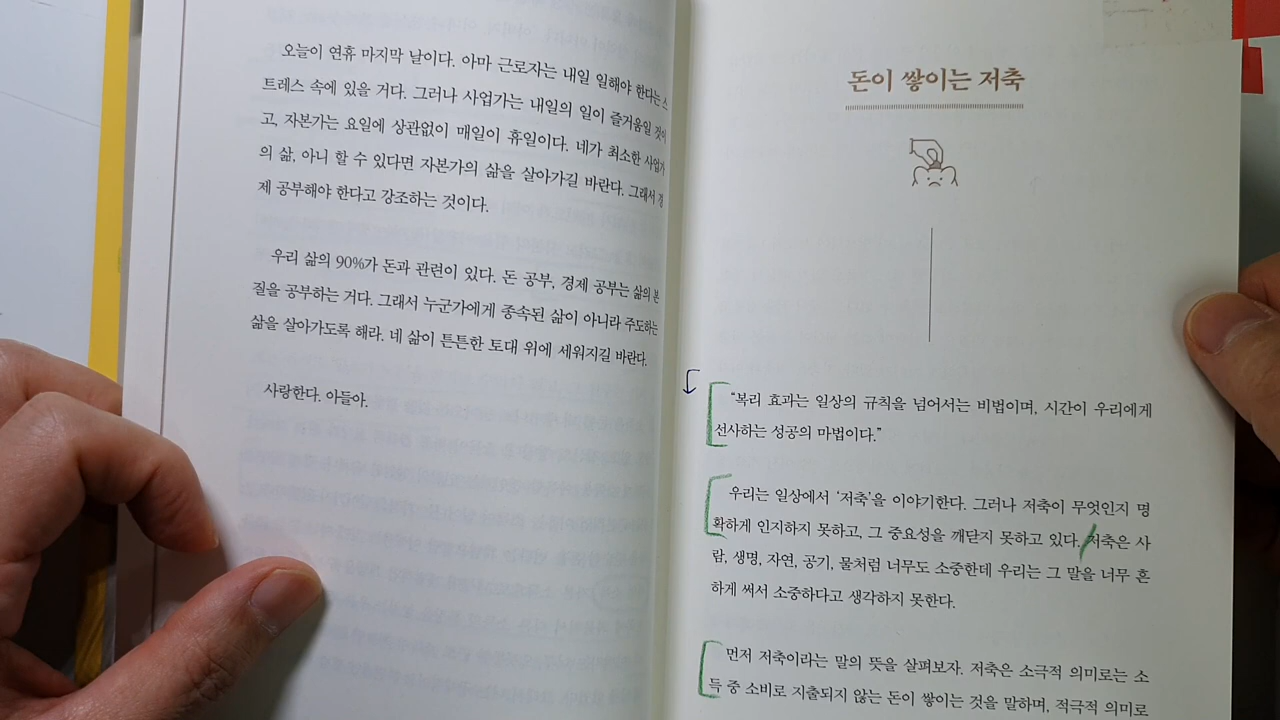 오늘이 연휴 마지막 날이다. 아마 근로자는 내일 일해야 한다는 스
트레스 속에 있을 거다. 그러나 사업가는 내일의 일이 즐거움일 것이
고, 자본가는 요일에 상관없이 매일이 휴일이다. 네가 최소한 사업가
의 삶, 아니 할 수 있다면 자본가의 삶을 살아가길 바란다. 그래서 경
제 공부해야 한다고 강조하는 것이다.
우리 삶의 90%가 돈과 관련이 있다. 돈 공부, 경제 공부는 삶의 본
질을 공부하는 거다. 그래서 누군가에게 종속된 삶이 아니라 주도하는
삶을 살아가도록 해라. 네 삶이 튼튼한 토대 위에 세워지길 바란다.
사랑한다. 아들아.
돈이 쌓이는 저축
“복리 효과는 일상의 규칙을 넘어서는 비법이며, 시간이 우리에게
선사하는 성공의 마법이다.”
우리는 일상에서 ‘저축’을 이야기한다. 그러나 저축이 무엇인지 명
확하게 인지하지 못하고, 그 중요성을 깨닫지 못하고 있다. 저축은 사
람, 생명, 자연, 공기, 물처럼 너무도 소중한데 우리는 그 말을 너무 흔
하게 써서 소중하다고 생각하지 못한다.
먼저 저축이라는 말의 뜻을 살펴보자. 저축은 소극적 의미로는 소
득 중 소비로 지출되지 않는 돈이 쌓이는 것을 말하며, 적극적 의미로